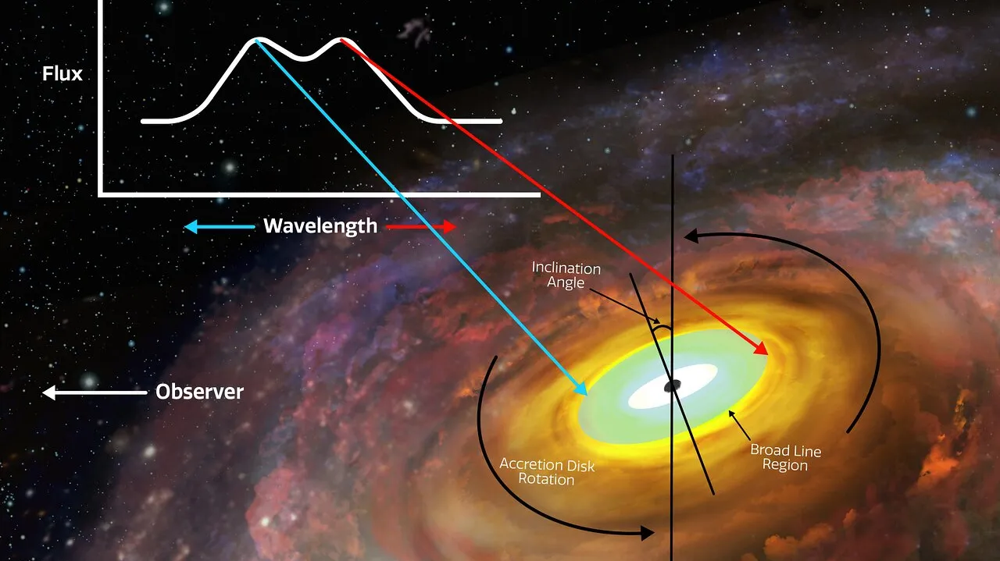 Flux
Wavelength
Inclination
Angle
Observer
Accretion Disk
Rotation
Broad Line
Region